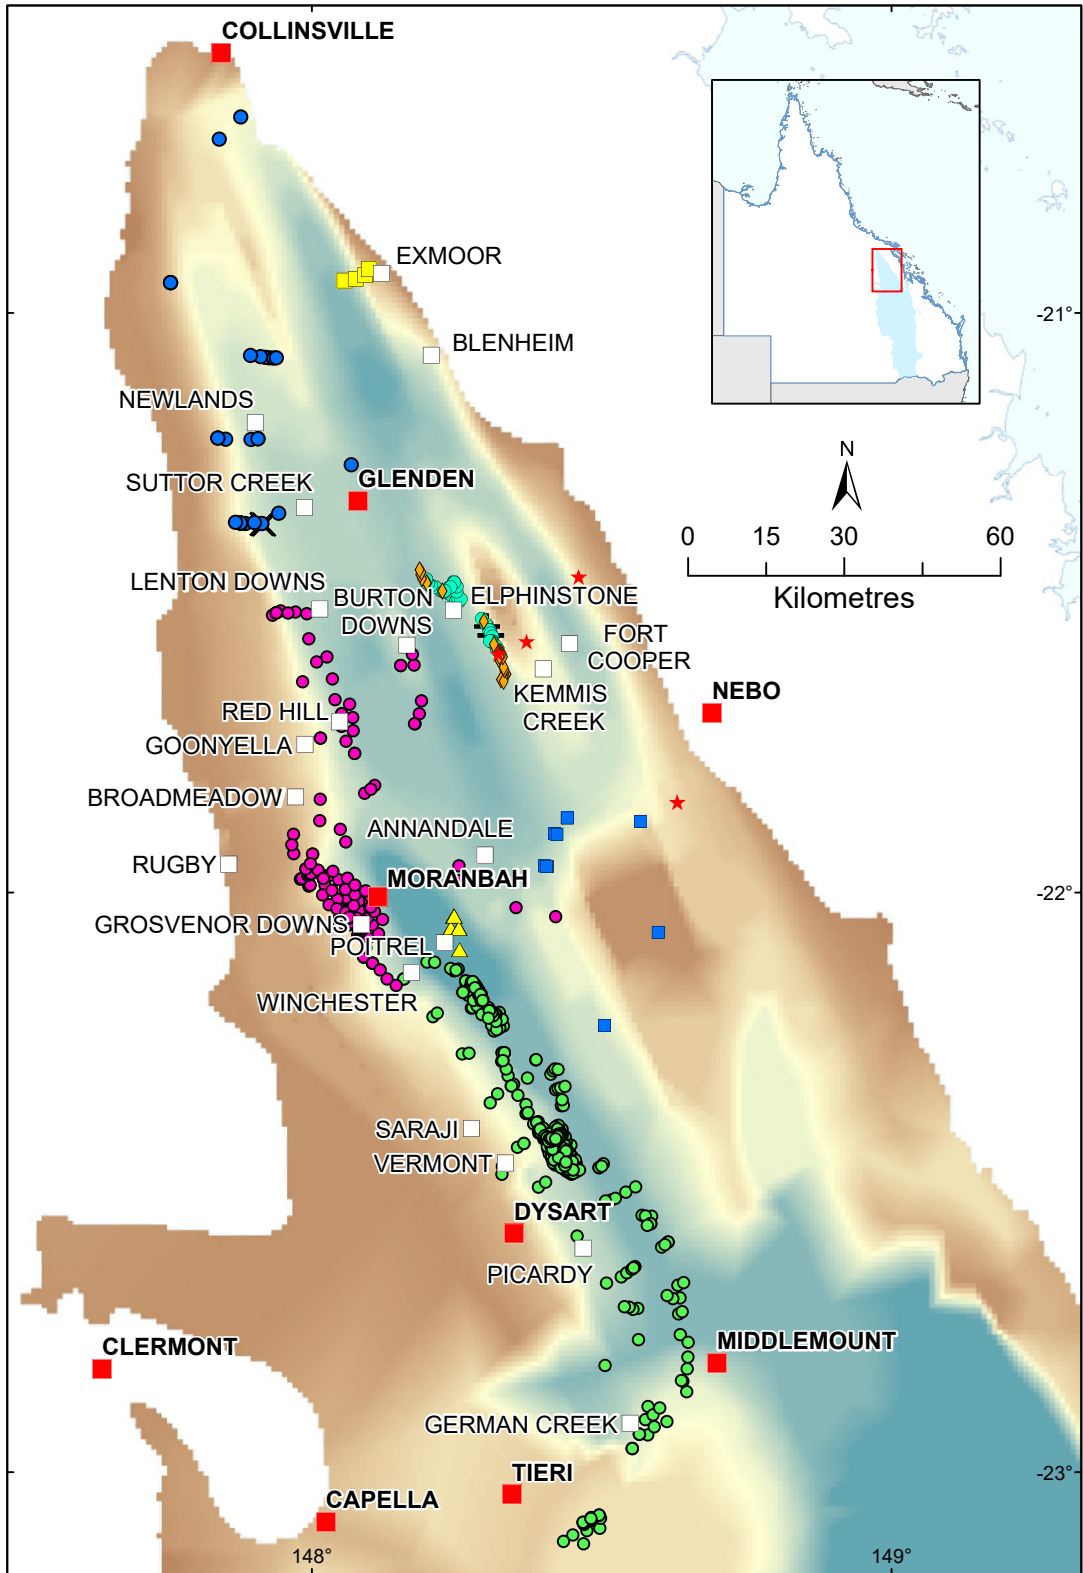 COLLINSVILLE
EXMOOR
-21°
BLENHEIM
NEWLANDS
N
SUTTOR CREEK
GLENDEN
0 15 30 60
Kilometres
LENTON DOWNS
BURTON
DOWNS
ELPHINSTONE
FORT
COOPER
KEMMIS
CREEK
NEBO
RED HILL
GOONYELLA
BROADMEADOW
ANNANDALE
RUGBY
MORANBAH
-22°
GROSVENOR DOWNS
POITREL
WINCHESTER
SARAJI
VERMONT
DYSART
PICARDY
CLERMONT
MIDDLEMOUNT
GERMAN CREEK
TIERI
-23°
CAPELLA
148°
149°